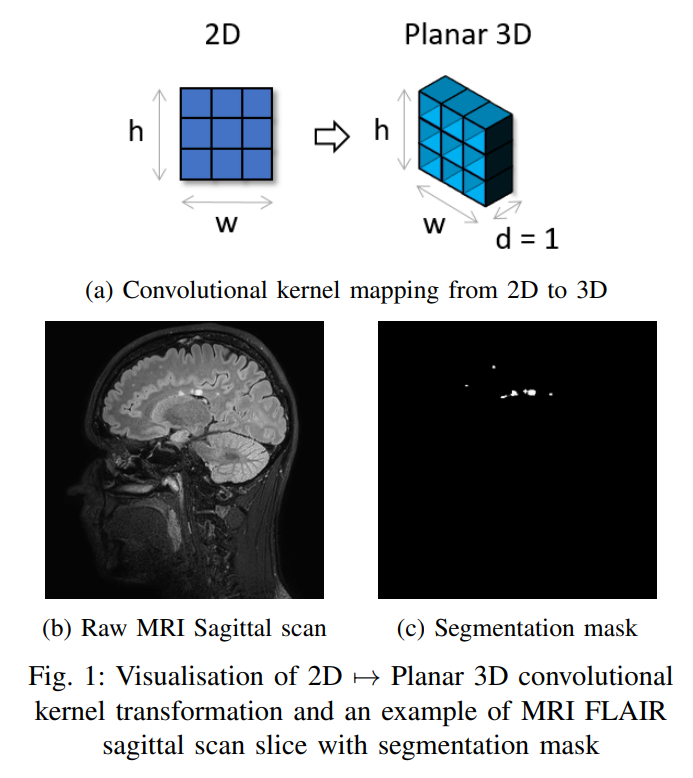 2D
Planar 3D
h
w
h
w
d = 1
(a) Convolutional kernel mapping from 2D to 3D
(b) Raw MRI Sagittal scan
(c) Segmentation mask
Fig. 1: Visualisation of 2D ↦ Planar 3D convolutional
kernel transformation and an example of MRI FLAIR
sagittal scan slice with segmentation mask